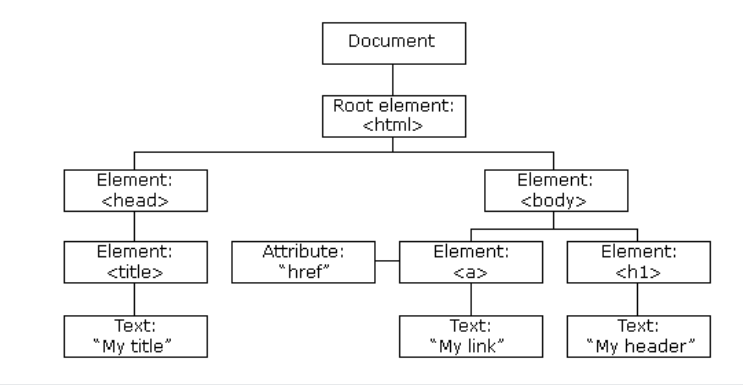 Document
Root element:
<html>
Element:
<head>
Element:
<body>
Element:
<title>
Attribute:
“href”
Element:
<a>
Element:
<h1>
Text:
“My title”
Text:
“My link”
Text:
“My header”